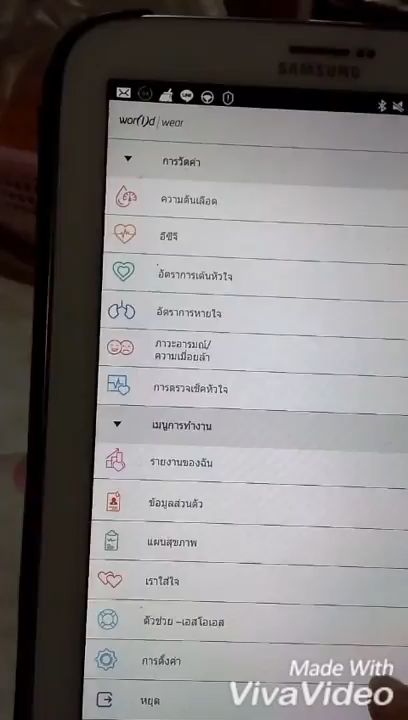 SAMSUNG
wor(l)d | wear
การวัดค่า
ความดันเลือด
อีซีจี
อัตราการเต้นหัวใจ
อัตราการหายใจ
ภาวะอารมณ์/
ความเมื่อยล้า
การตรวจเช็คหัวใจ
เมนูการทำงาน
รายงานของฉัน
ข้อมูลส่วนตัว
แผนสุขภาพ
เราใส่ใจ
ตัวช่วย –เอสโอเอส
การตั้งค่า
หยุด
Made With
VivaVideo